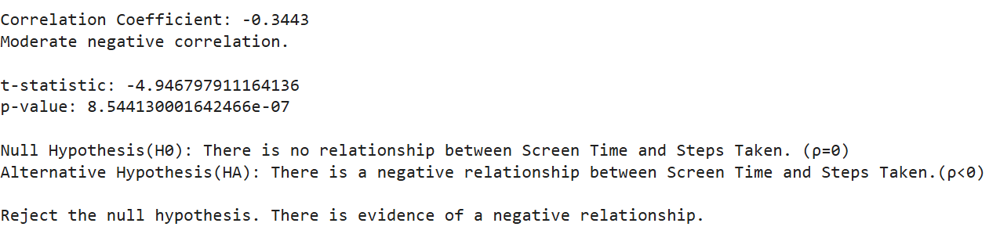 Correlation Coefficient: -0.3443
Moderate negative correlation.
t-statistic: -4.946797911164136
p-value: 8.544130001642466e-07
Null Hypothesis(H0): There is no relationship between Screen Time and Steps Taken. (ρ=0)
Alternative Hypothesis(HA): There is a negative relationship between Screen Time and Steps Taken.(ρ<0)
Reject the null hypothesis. There is evidence of a negative relationship.